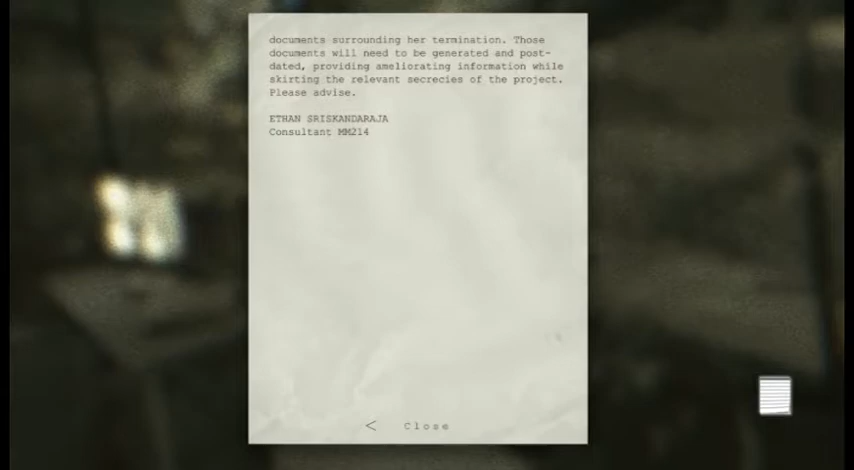 documents surrounding her termination. Those
documents will need to be generated and post-
dated, providing ameliorating information while
skirting the relevant secrecies of the project.
Please advise.
ETHAN SRISKANDARAJA
Consultant MM214
< Close